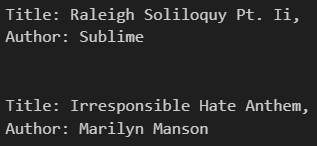 Title: Raleigh Soliloquy Pt. Ii,
Author: Sublime
Title: Irresponsible Hate Anthem,
Author: Marilyn Manson